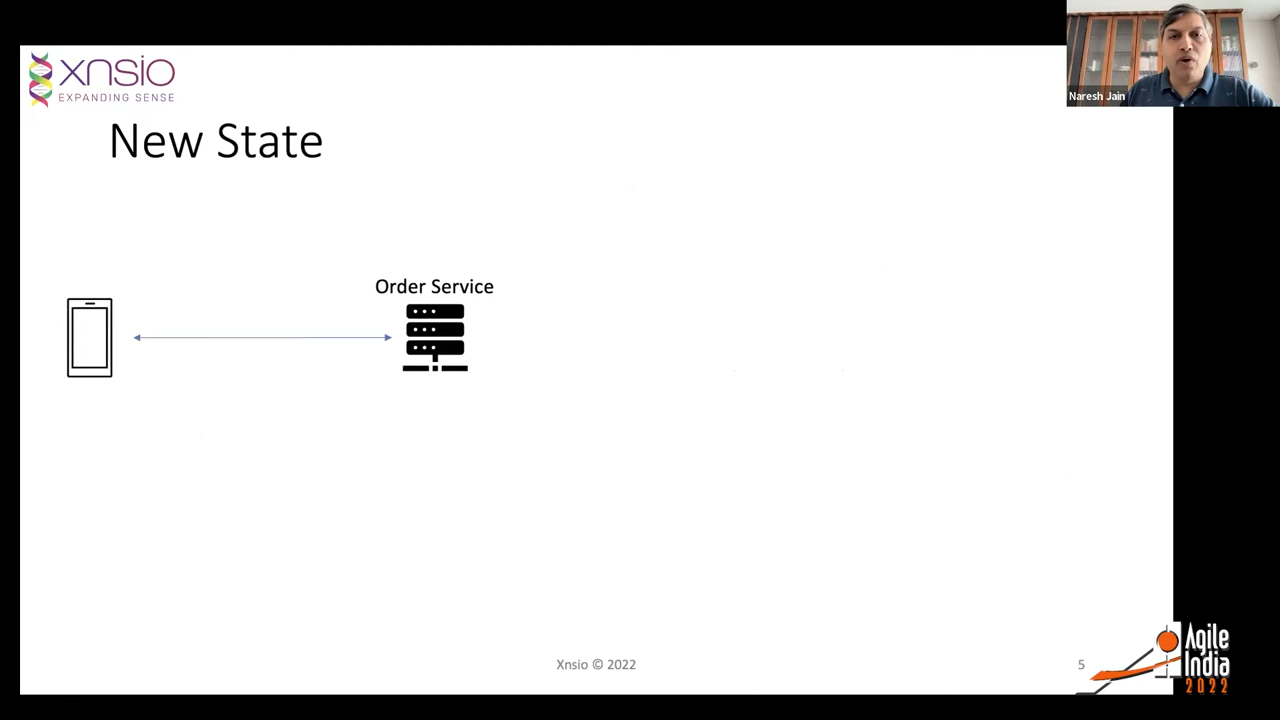 xnsio
EXPANDING SENSE
Naresh Jain
New State
Order Service
Xnsio © 2022
5
Agile
India
2022